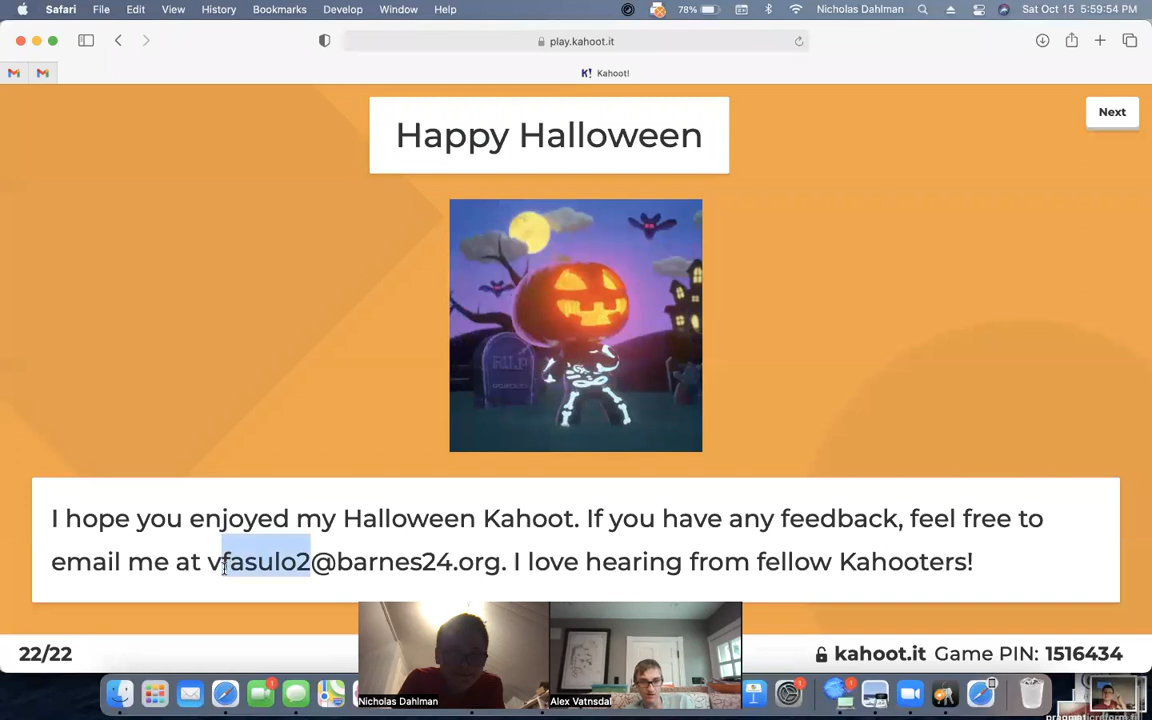 Safari File Edit View History Bookmarks Develop Window Help 78% Nicholas Dahlman Sat Oct 15 5:59:54 PM
play.kahoot.it
K! Kahoot!
Happy Halloween
Next
R.I.P
I hope you enjoyed my Halloween Kahoot. If you have any feedback, feel free to
email me at vfasulo2@barnes24.org. I love hearing from fellow Kahooters!
22/22
kahoot.it Game PIN: 1516434
Nicholas Dahlman
Alex Vatnsdal